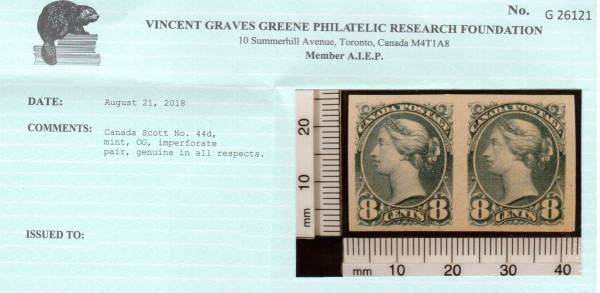 No. G 26121
VINCENT GRAVES GREENE PHILATELIC RESEARCH FOUNDATION
10 Summerhill Avenue, Toronto, Canada M4T1A8
Member A.I.E.P.
DATE: August 21, 2018
COMMENTS: Canada Scott No. 44d,
mint, OG, imperforate
pair, genuine in all respects.
ISSUED TO:
20
10
mm
CANADA POSTAGE CANADA POSTAGE
8 CENTS 8 8 CENTS 8
mm 10 20 30 40